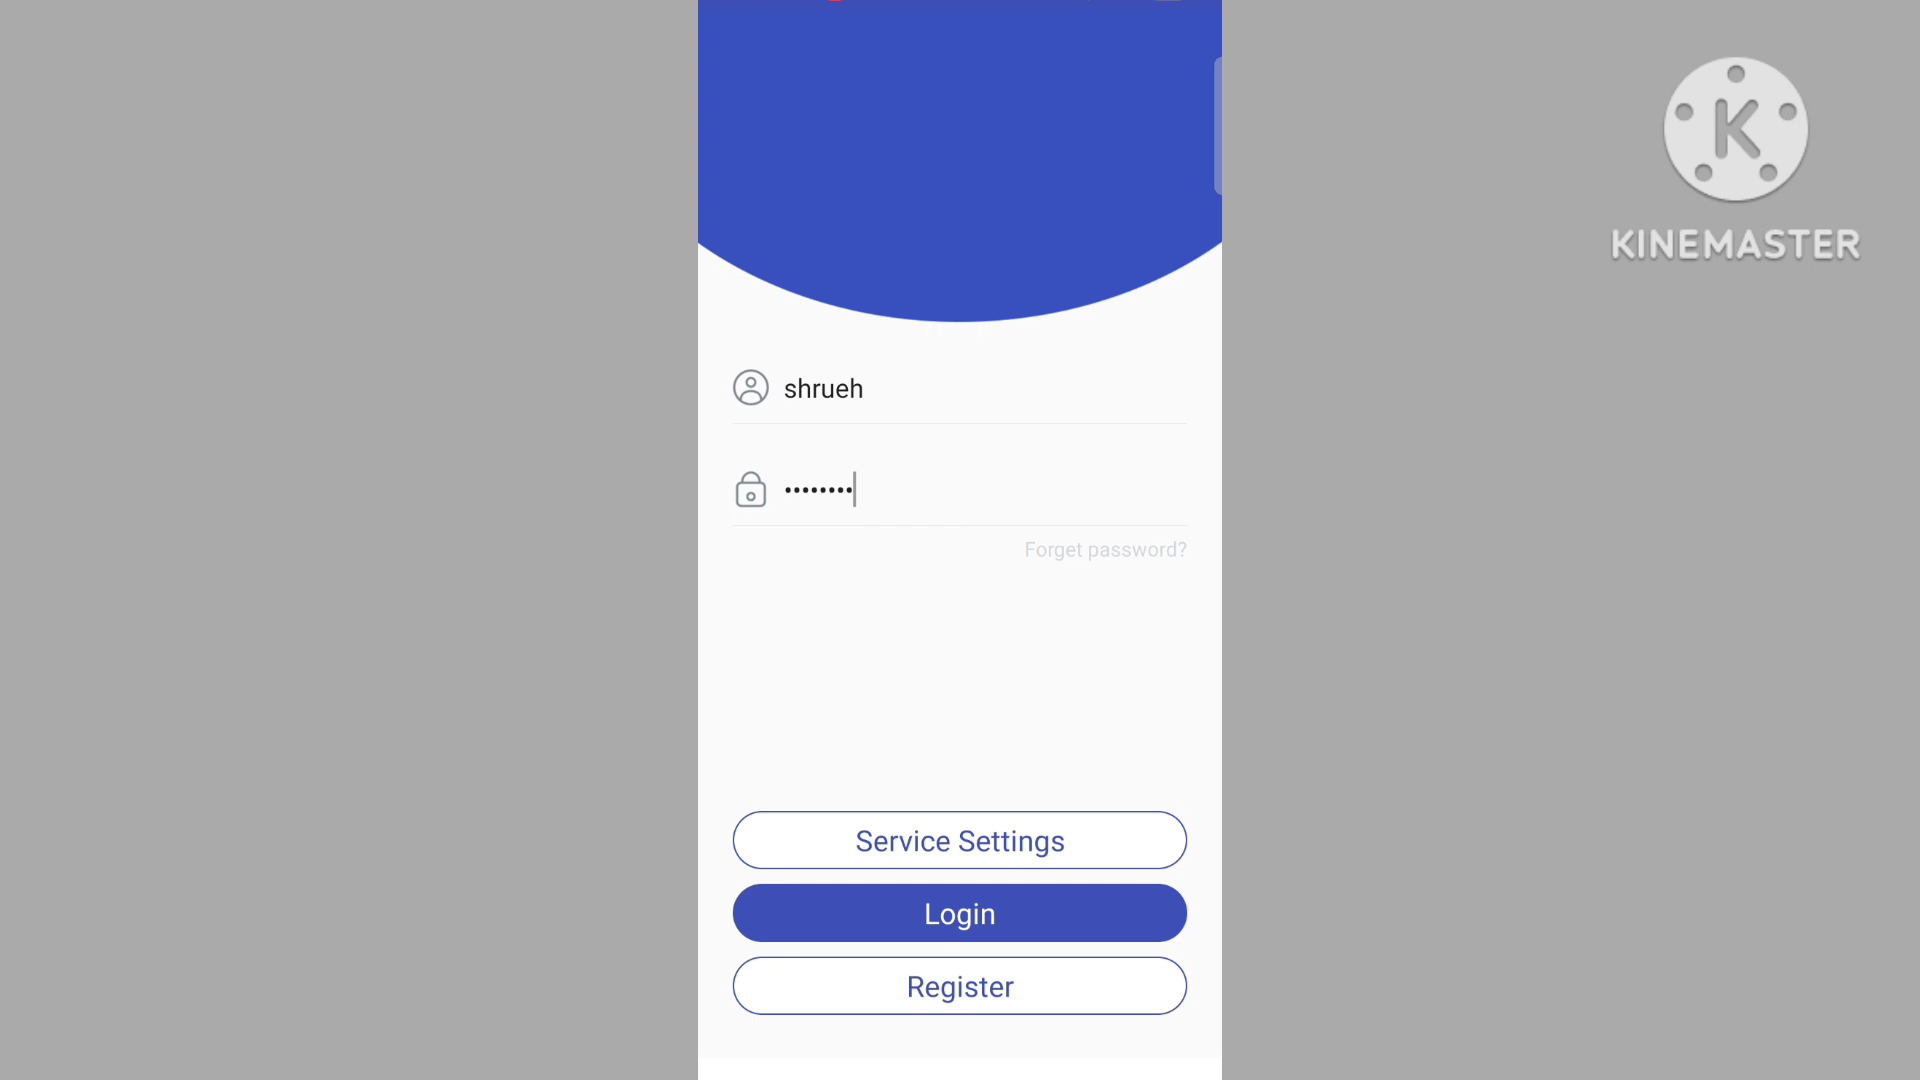 K
KINEMASTER
shrueh
••••••••
Forget password?
Service Settings
Login
Register